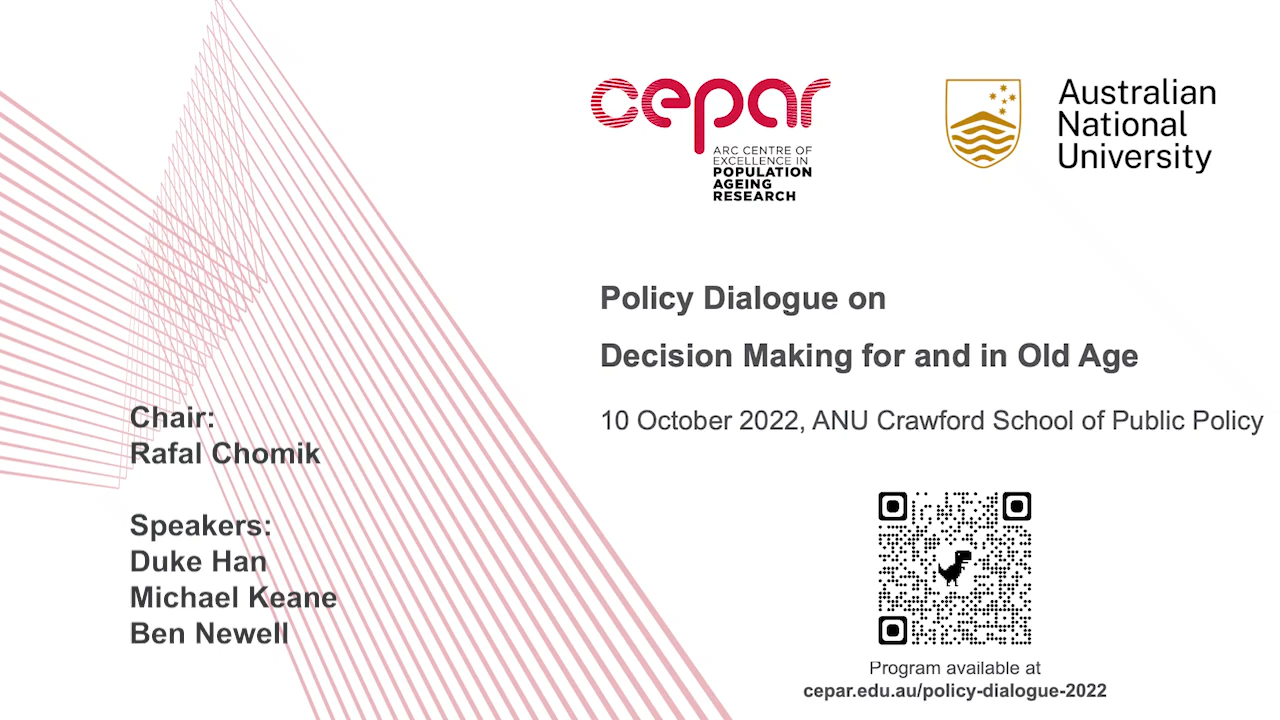 cepar
ARC CENTRE OF
EXCELLENCE IN
POPULATION
AGEING
RESEARCH
Australian
National
University
Policy Dialogue on
Decision Making for and in Old Age
10 October 2022, ANU Crawford School of Public Policy
Chair:
Rafal Chomik
Speakers:
Duke Han
Michael Keane
Ben Newell
Program available at
cepar.edu.au/policy-dialogue-2022